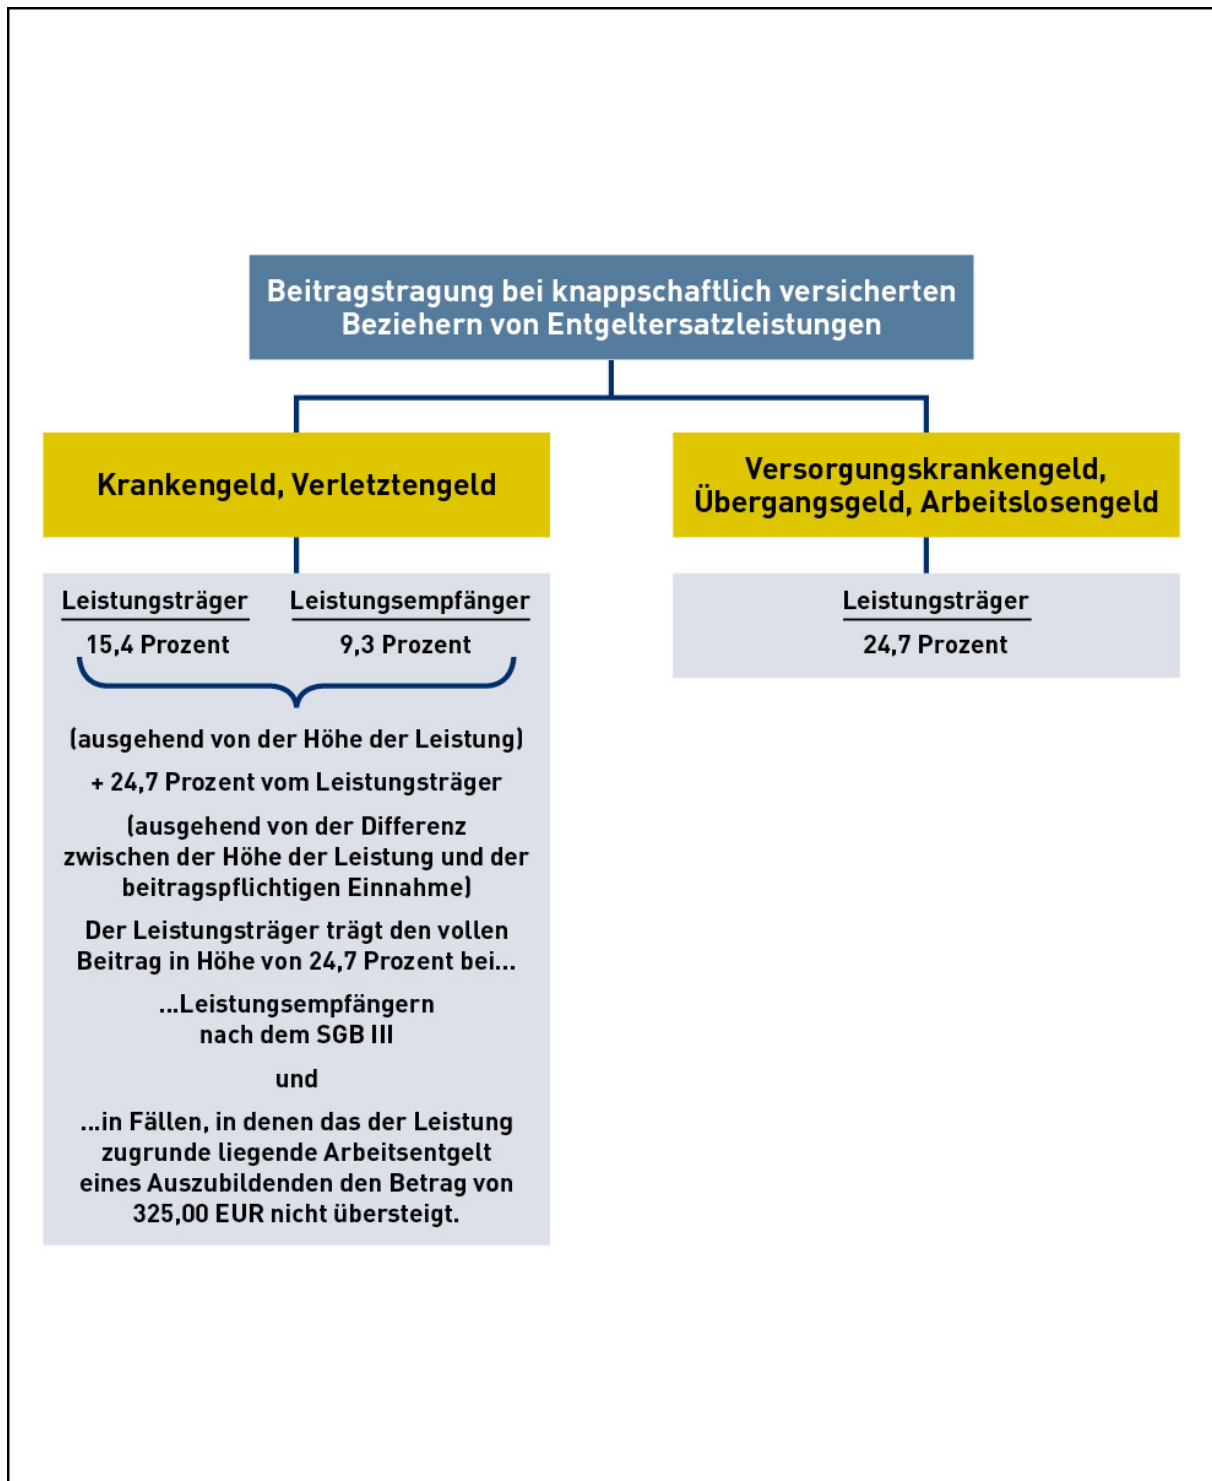 Beitragstragung bei knappschaftlich versicherten
Beziehern von Entgeltersatzleistungen
Krankengeld, Verletztengeld
Leistungsträger Leistungsempfänger
15,4 Prozent 9,3 Prozent
(ausgehend von der Höhe der Leistung)
+ 24,7 Prozent vom Leistungsträger
(ausgehend von der Differenz
zwischen der Höhe der Leistung und der
beitragspflichtigen Einnahme)
Der Leistungsträger trägt den vollen
Beitrag in Höhe von 24,7 Prozent bei...
...Leistungsempfängern
nach dem SGB III
und
...in Fällen, in denen das der Leistung
zugrunde liegende Arbeitsentgelt
eines Auszubildenden den Betrag von
325,00 EUR nicht übersteigt.
Versorgungskrankengeld,
Übergangsgeld, Arbeitslosengeld
Leistungsträger
24,7 Prozent